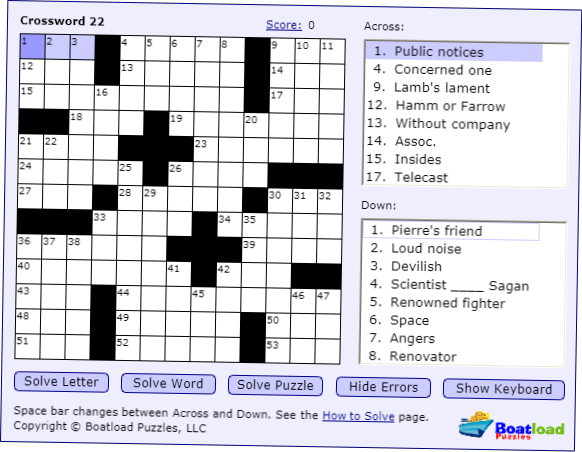 Crossword 22
Score: 0
1 2 3 4 5 6 7 8 9 10 11
12 13 14
15 16 17
18 19 20
21 22 23
24 25 26
27 28 29 30 31 32
33 34 35
36 37 38 39
40 41 42
43 44 45 46 47
48 49 50
51 52 53
Across:
1. Public notices
4. Concerned one
9. Lamb's lament
12. Hamm or Farrow
13. Without company
14. Assoc.
15. Insides
17. Telecast
Down:
1. Pierre's friend
2. Loud noise
3. Devilish
4. Scientist ____ Sagan
5. Renowned fighter
6. Space
7. Angers
8. Renovator
Solve Letter Solve Word Solve Puzzle Hide Errors Show Keyboard
Space bar changes between Across and Down. See the How to Solve page.
Copyright © Boatload Puzzles, LLC
Boatload
Puzzles